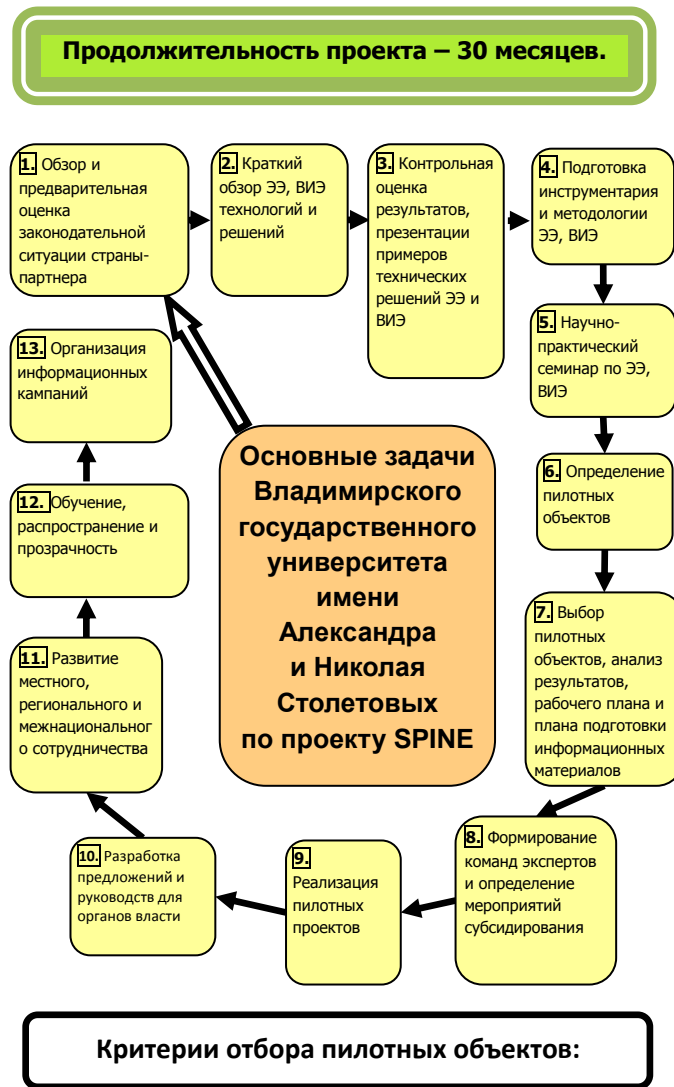 Продолжительность проекта – 30 месяцев.
1. Обзор и
предварительная
оценка
законодательной
ситуации страны-
партнера
2. Краткий
обзор ЭЭ, ВИЭ
технологий и
решений
3. Контрольная
оценка
результатов,
презентации
примеров
технических
решений ЭЭ и
ВИЭ
4. Подготовка
инструментария
и методологии
ЭЭ, ВИЭ
5. Научно-
практический
семинар по ЭЭ,
ВИЭ
6. Определение
пилотных
объектов
7. Выбор
пилотных
объектов, анализ
результатов,
рабочего плана и
плана подготовки
информационных
материалов
8. Формирование
команд экспертов
и определение
мероприятий
субсидирования
9.
Реализация
пилотных
проектов
10. Разработка
предложений и
руководств для
органов власти
11. Развитие
местного,
регионального и
межнациональног
о сотрудничества
12. Обучение,
распространение и
прозрачность
13. Организация
информационных
кампаний
Основные задачи
Владимирского
государственного
университета
имени
Александра
и Николая
Столетовых
по проекту SPINE
Критерии отбора пилотных объектов: